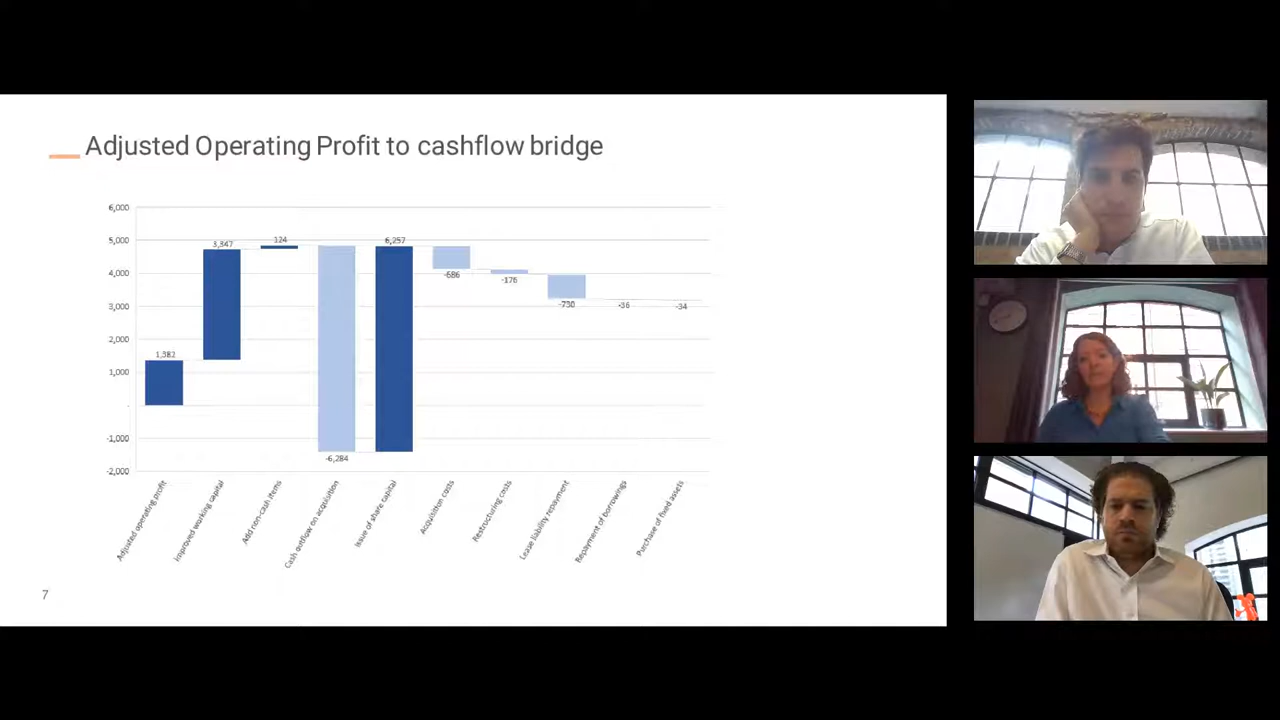 Adjusted Operating Profit to cashflow bridge
6,000
5,000
4,000
3,000
2,000
1,000
-
-1,000
-2,000
1,382
3,347
124
-6,284
6,257
-686
-176
-730
-36
-34
Adjusted operating profit
Improved working capital
Add non-cash items
Cash outflow on acquisition
Issue of share capital
Acquisition costs
Restructuring costs
Lease liability repayment
Repayment of borrowings
Purchase of fixed assets
7